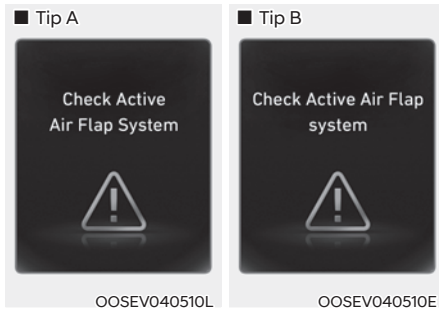 ■ Tip A
Check Active
Air Flap System
OOSEV040510L
■ Tip B
Check Active Air Flap
system
OOSEV040510E